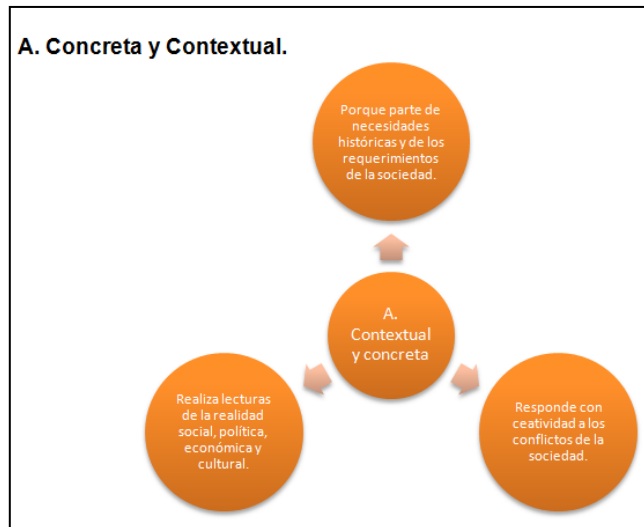 A. Concreta y Contextual.
Porque parte de
necesidades
históricas y de los
requerimientos
de la sociedad.
A.
Contextual
y concreta
Realiza lecturas
de la realidad
social, política,
económica y
cultural.
Responde con
ceatividad a los
conflictos de la
sociedad.